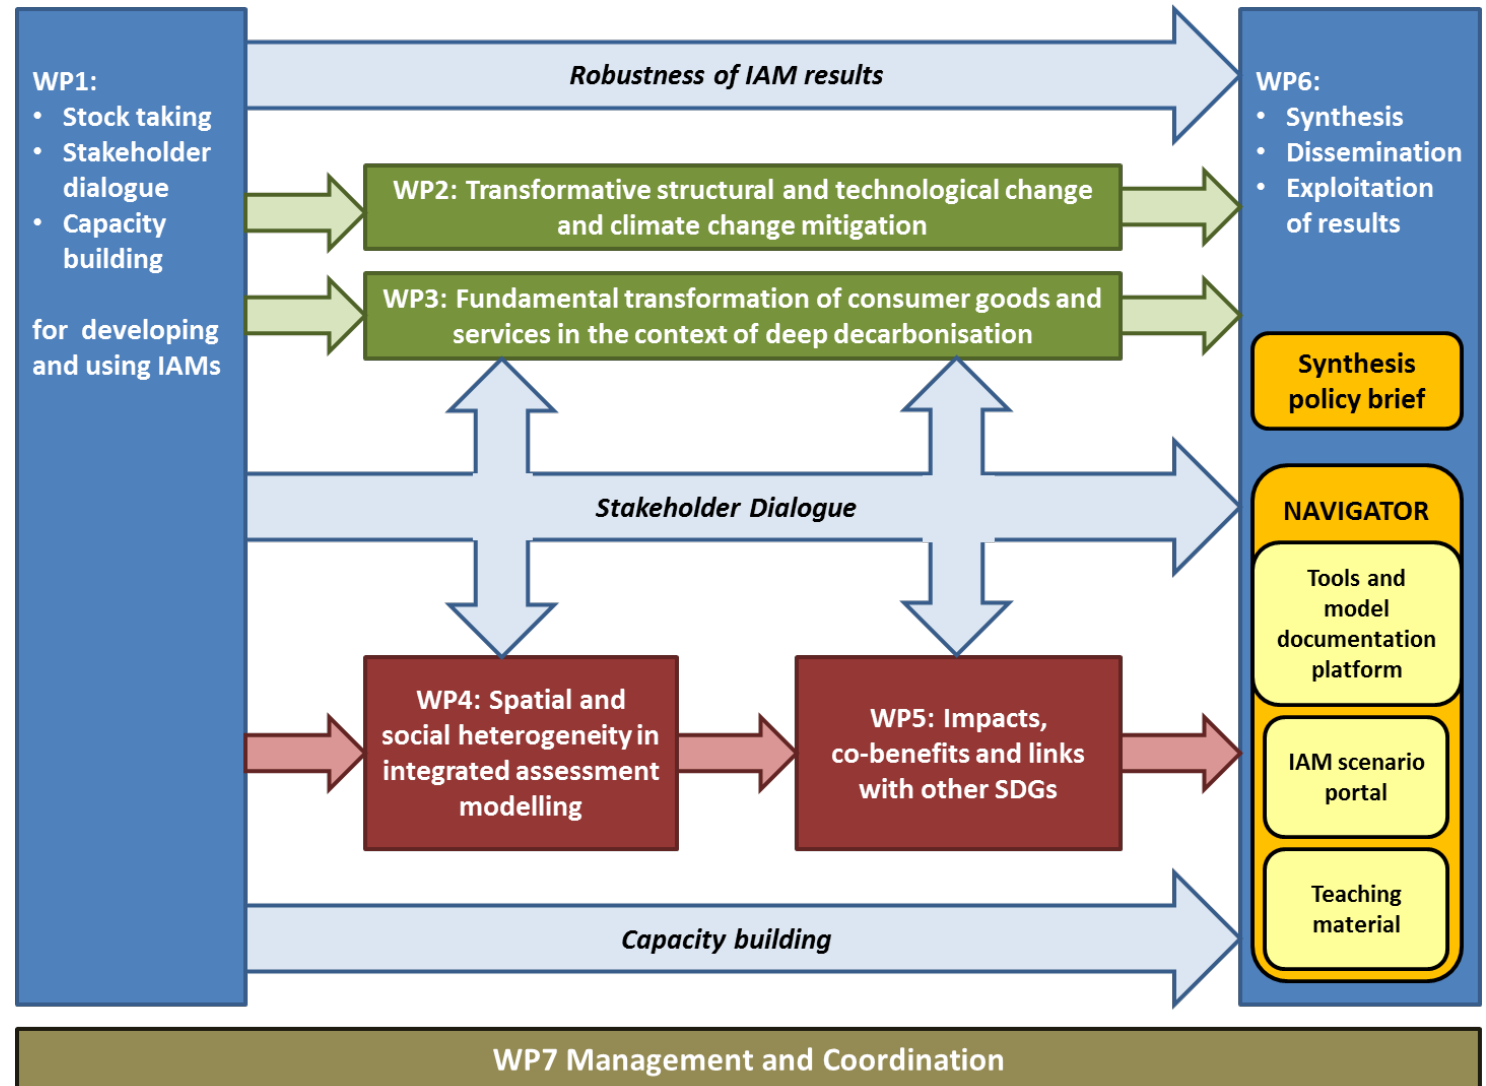 WP1:
• Stock taking
• Stakeholder
dialogue
• Capacity
building
for developing
and using IAMs
Robustness of IAM results
WP2: Transformative structural and technological change
and climate change mitigation
WP3: Fundamental transformation of consumer goods and
services in the context of deep decarbonisation
Stakeholder Dialogue
WP4: Spatial and
social heterogeneity in
integrated assessment
modelling
WP5: Impacts,
co-benefits and links
with other SDGs
Capacity building
WP6:
• Synthesis
• Dissemination
• Exploitation
of results
Synthesis
policy brief
NAVIGATOR
Tools and
model
documentation
platform
IAM scenario
portal
Teaching
material
WP7 Management and Coordination